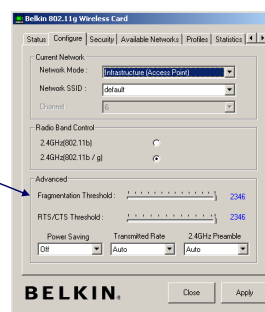 Belkin 802.11g Wireless Card
Status Configure Security Available Networks Profiles Statistics
Current Network
Network Mode : Infrastructure (Access Point)
Network SSID : default
Channel : 6
Radio Band Control
2.4GHz(802.11b)
2.4GHz(802.11b / g)
Advanced
Fragmentation Threshold : 2346
RTS/CTS Threshold : 2346
Power Saving Transmitted Rate 2.4GHz Preamble
Off Auto Auto
BELKIN® Close Apply